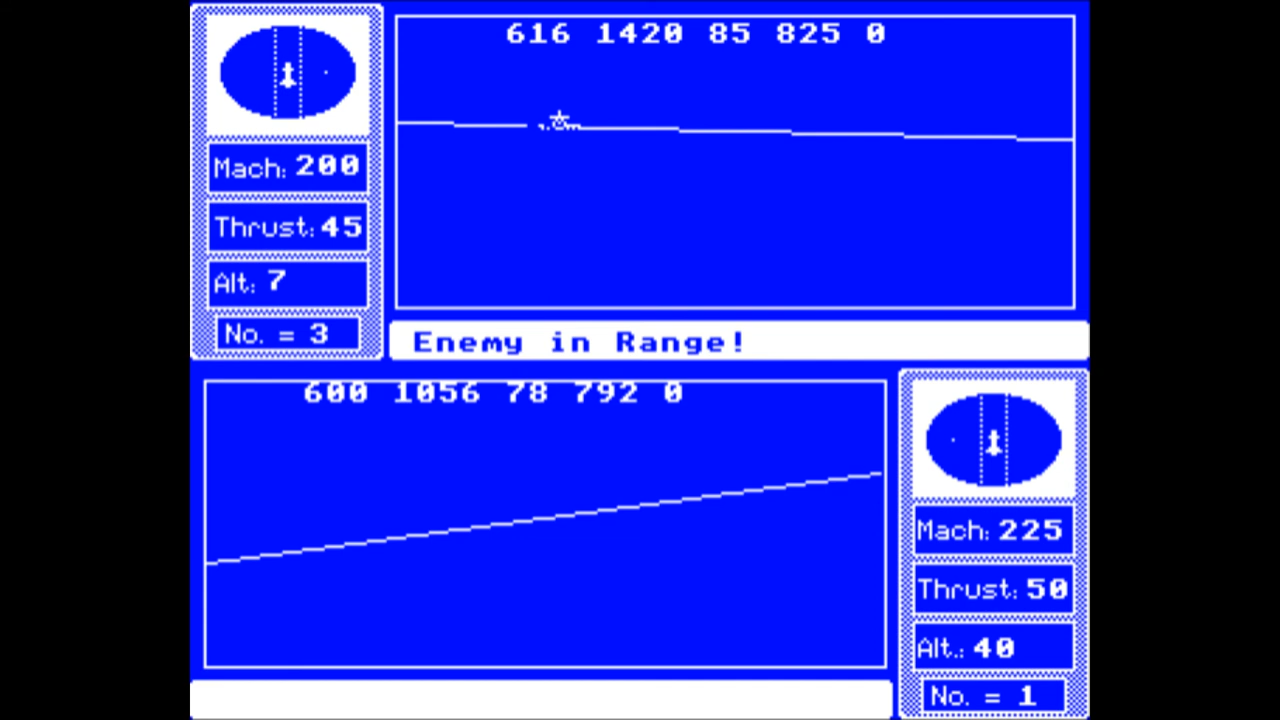 616 1420 85 825 0
Mach: 200
Thrust: 45
Alt: 7
No. = 3
Enemy in Range!
600 1056 78 792 0
Mach: 225
Thrust: 50
Alt.: 40
No. = 1